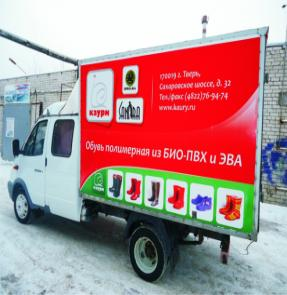 каури
170019 г. Тверь,
Сахаровское шоссе, д. 32
Тел./факс (4822)76-94-74
www.kaury.ru
Обувь полимерная из БИО-ПВХ и ЭВА
каури